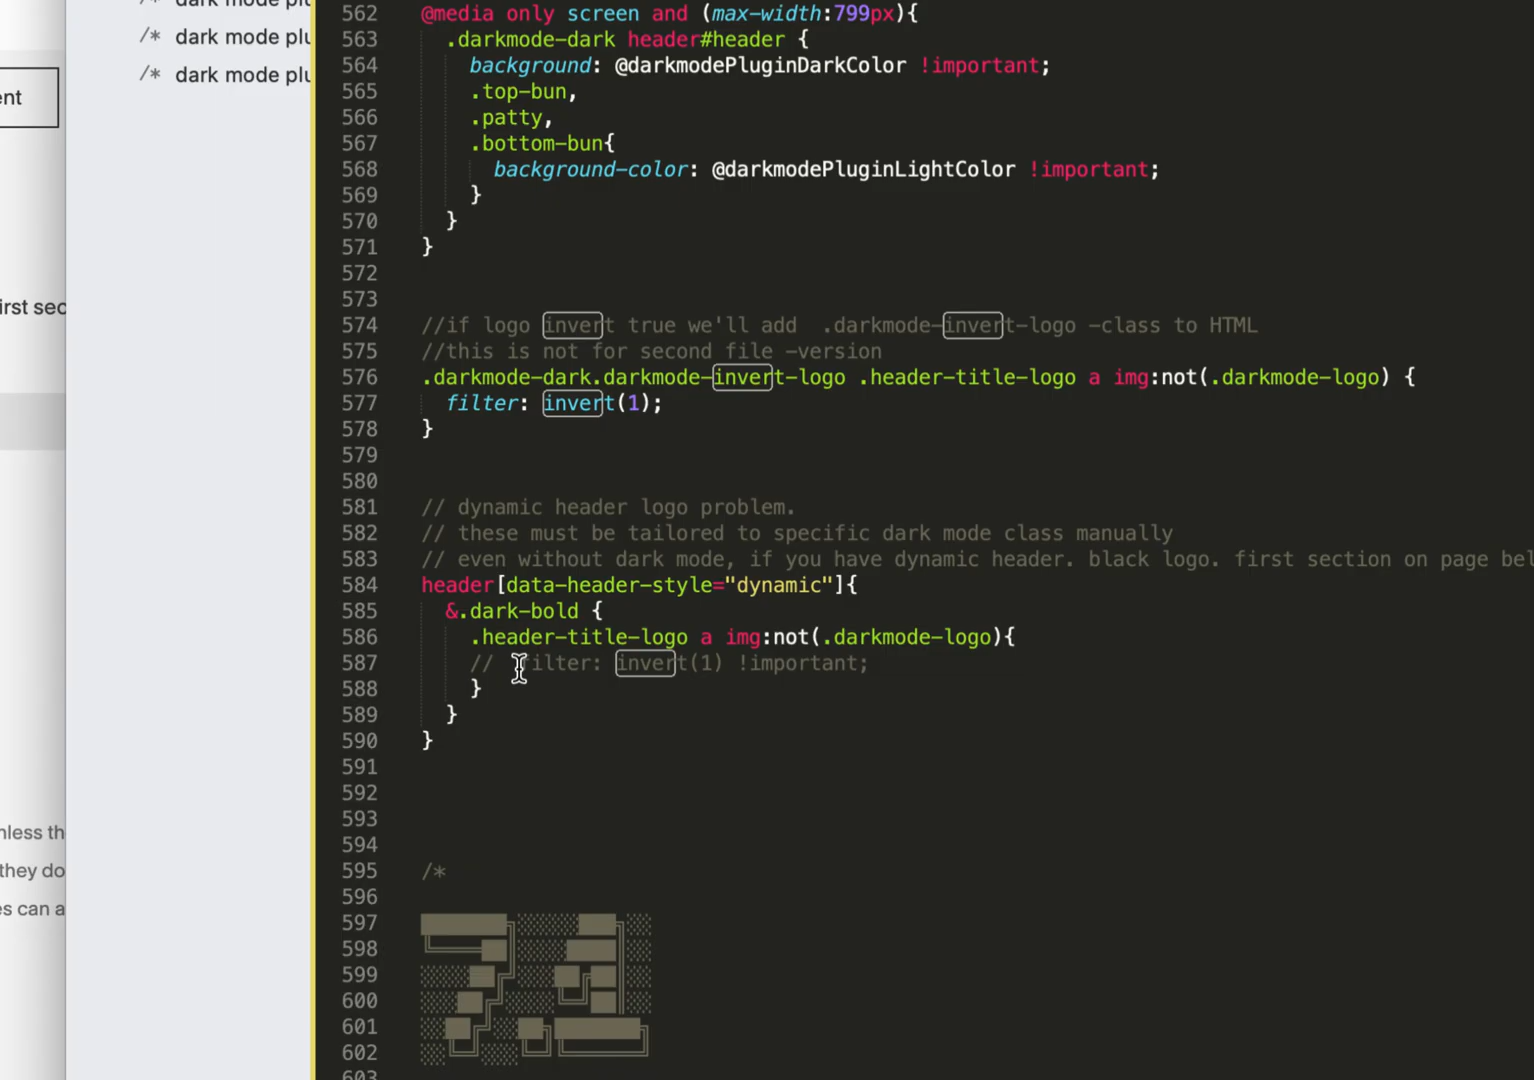 /* dark mode plu
/* dark mode plu
/* dark mode plu
ent
irst sec
nless th
they do
es can a
562 @media only screen and (max-width:799px){
563 .darkmode-dark header#header {
564 background: @darkmodePluginDarkColor !important;
565 .top-bun,
566 .patty,
567 .bottom-bun{
568 background-color: @darkmodePluginLightColor !important;
569 }
570 }
571 }
572
573
574 //if logo invert true we'll add .darkmode-invert-logo -class to HTML
575 //this is not for second file -version
576 .darkmode-dark.darkmode-invert-logo .header-title-logo a img:not(.darkmode-logo) {
577 filter: invert(1);
578 }
579
580
581 // dynamic header logo problem.
582 // these must be tailored to specific dark mode class manually
583 // even without dark mode, if you have dynamic header. black logo. first section on page bel
584 header[data-header-style="dynamic"]{
585 &.dark-bold {
586 .header-title-logo a img:not(.darkmode-logo){
587 // filter: invert(1) !important;
588 }
589 }
590 }
591
592
593
594
595 /*
596
597
598
599
600
601
602
603